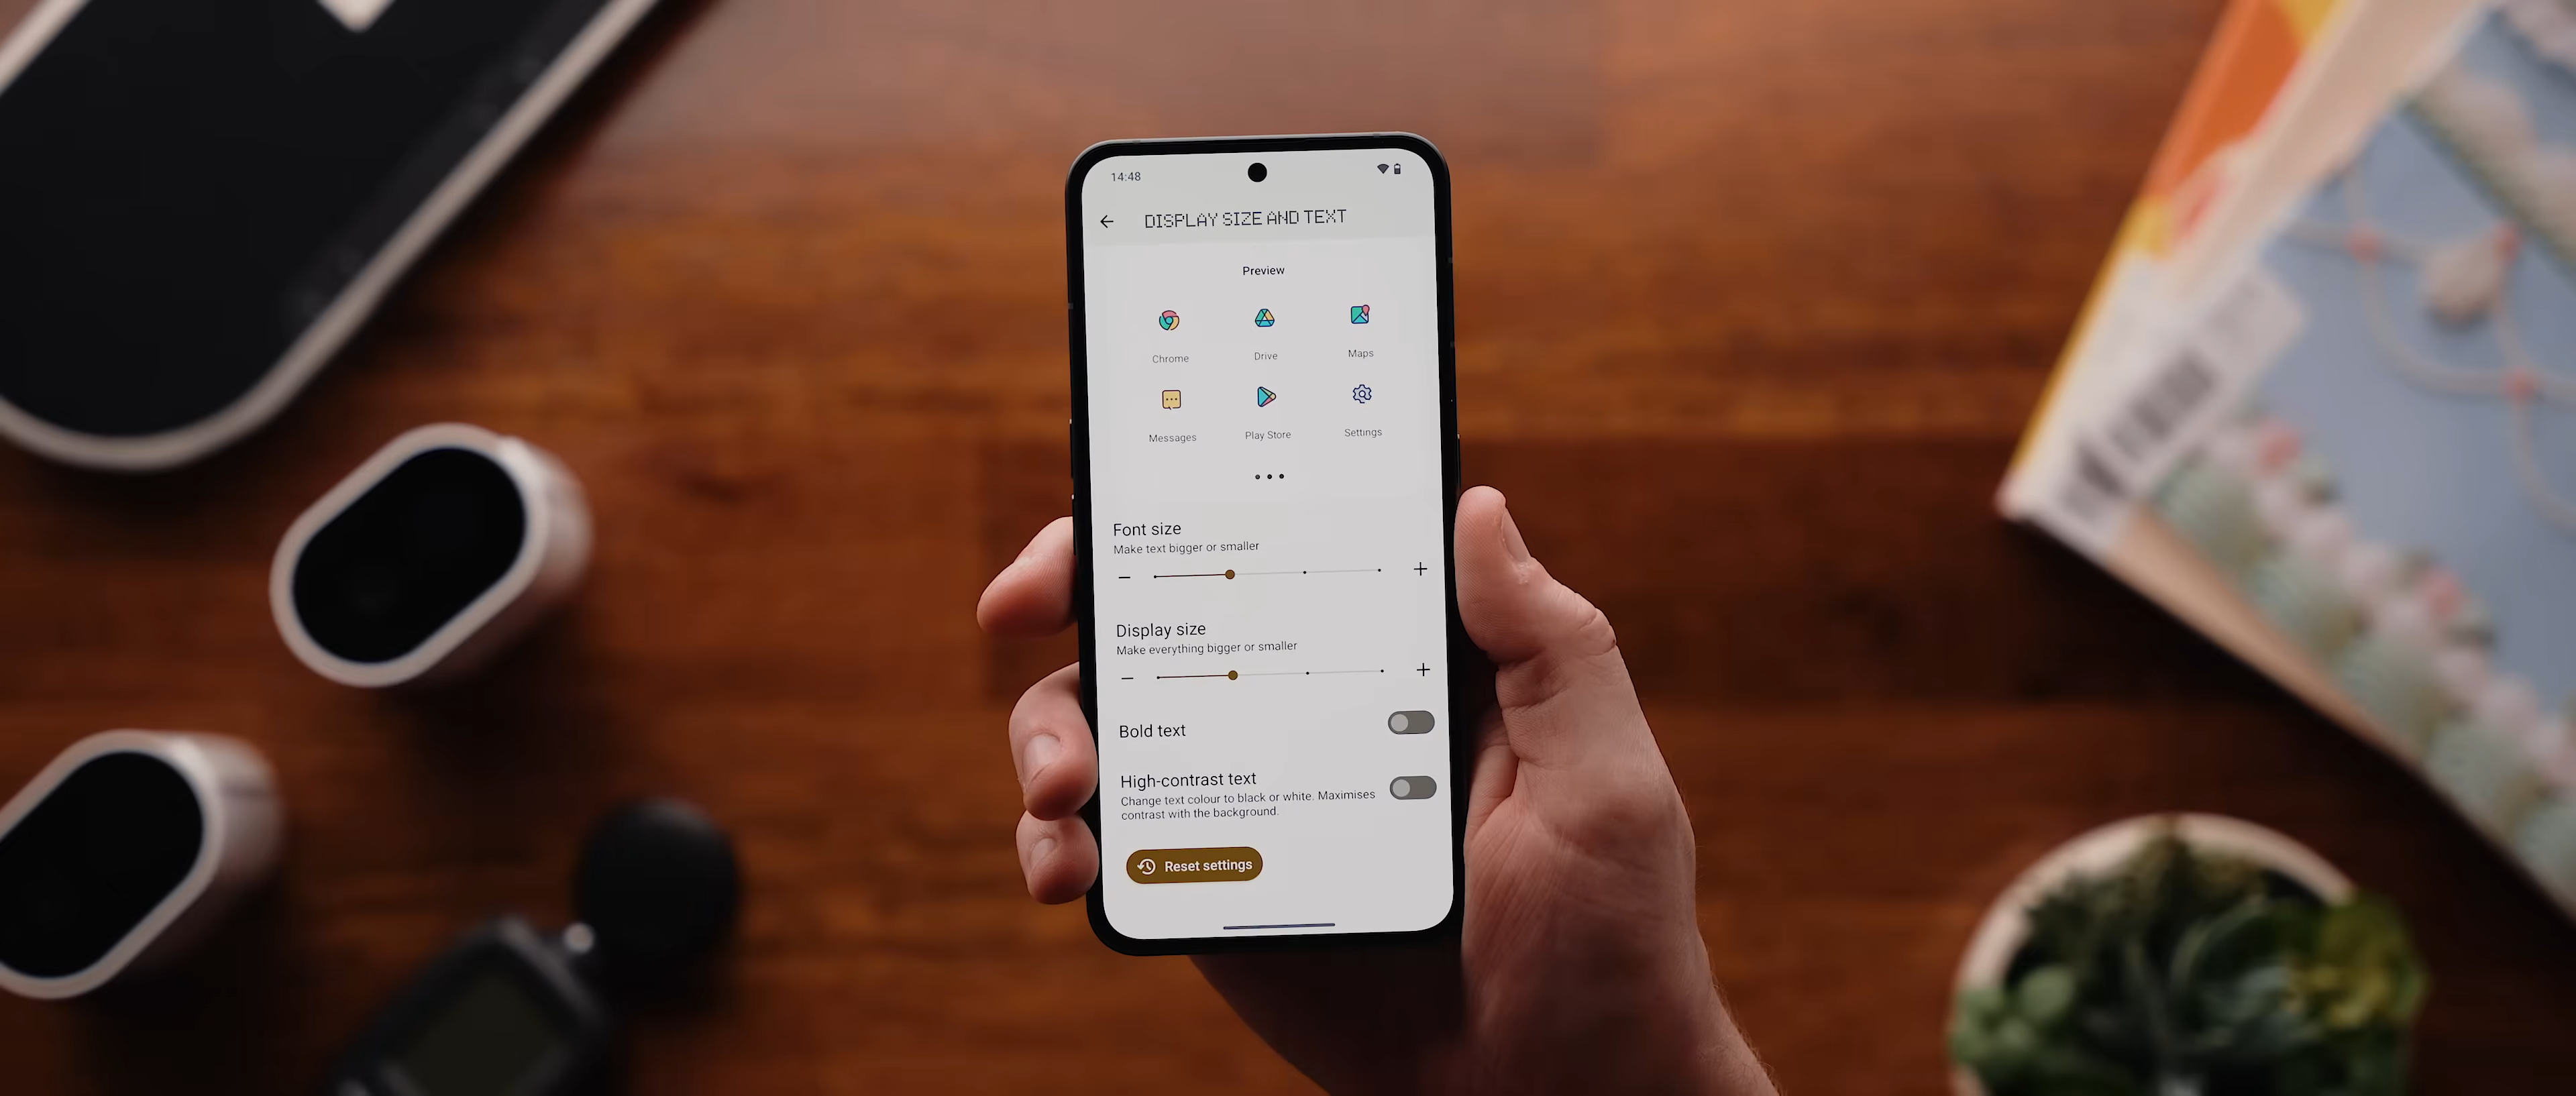 14:48
DISPLAY SIZE AND TEXT
Preview
Chrome Drive Maps
Messages Play Store Settings
Font size
Make text bigger or smaller
Display size
Make everything bigger or smaller
Bold text
High-contrast text
Change text colour to black or white. Maximises
contrast with the background.
Reset settings